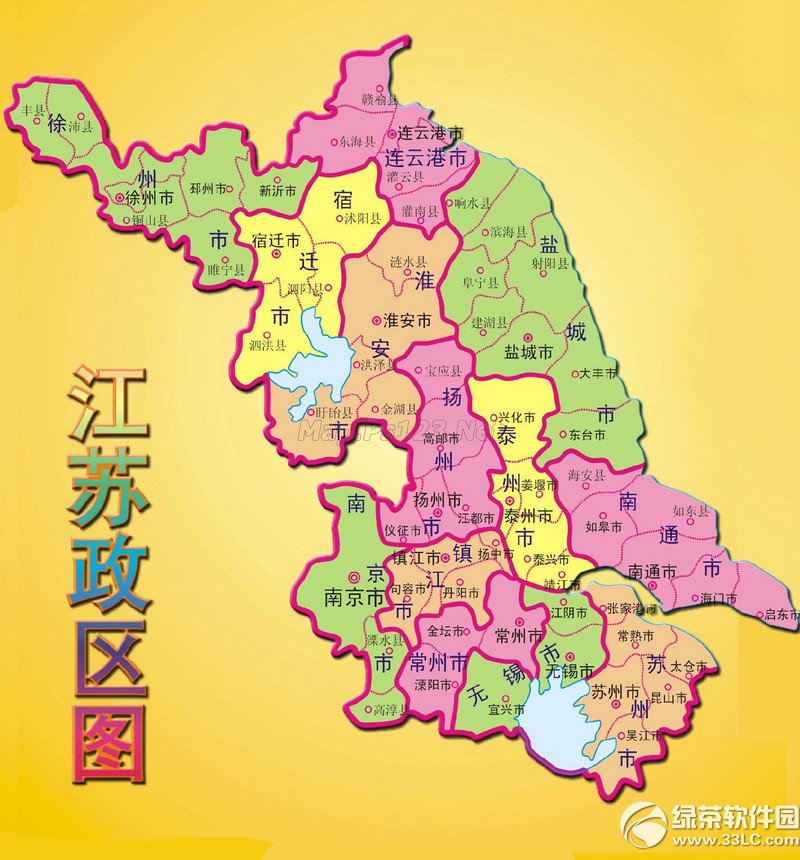 江苏政区图
赣榆县
连云港市
东海县
连云港市
灌云县
灌南县
丰县
沛县
徐州市
徐州市
铜山县
邳州市
新沂市
睢宁县
宿迁市
沭阳县
宿迁市
泗阳县
泗洪县
响水县
滨海县
盐城市
射阳县
阜宁县
建湖县
盐城市
大丰市
东台市
涟水县
淮安市
淮安市
洪泽县
金湖县
盱眙县
宝应县
扬州市
高邮市
扬州市
江都市
仪征市
兴化市
泰州市
姜堰市
泰州市
泰兴市
靖江市
海安县
南通市
如东县
如皋市
南通市
海门市
启东市
南京市
南京市
溧水县
高淳县
镇江市
镇江市
扬中市
句容市
丹阳市
金坛市
常州市
常州市
溧阳市
江阴市
无锡市
无锡市
宜兴市
张家港市
常熟市
苏州市
太仓市
苏州市
昆山市
吴江市
Map.Ps123.Net
绿茶软件园
www.33LC.com